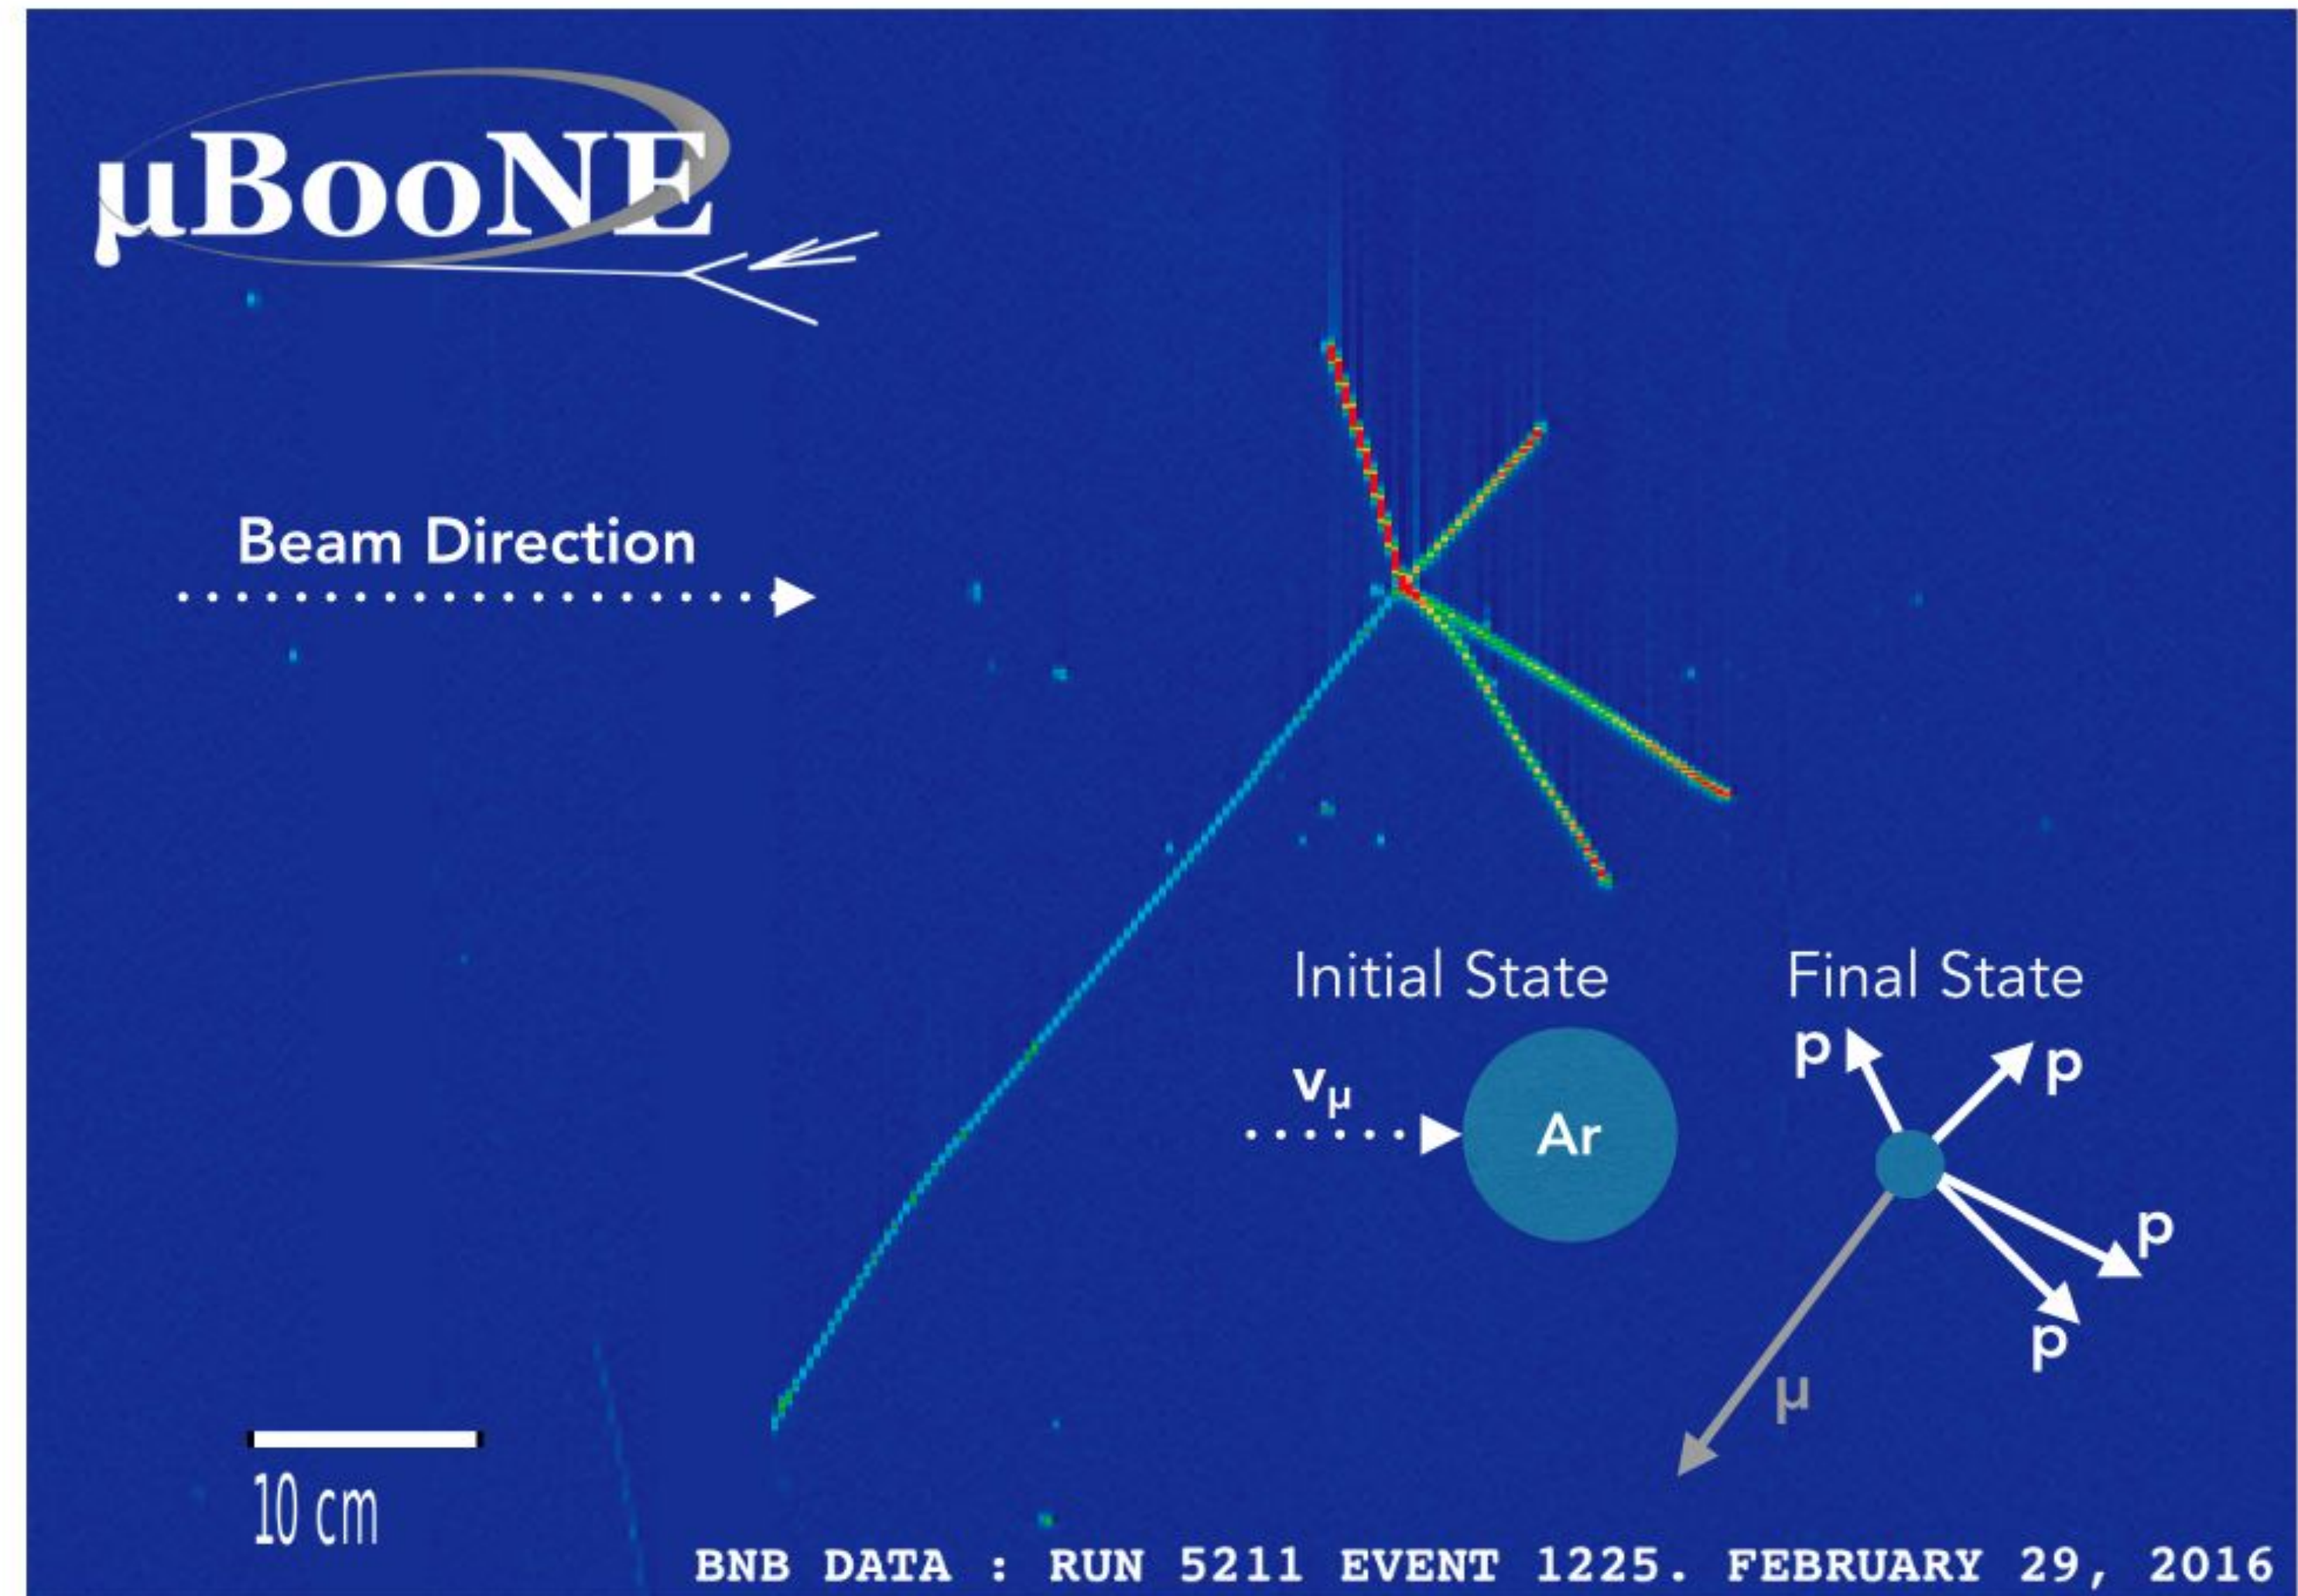 μBooNE
Beam Direction
Initial State
Final State
νμ
Ar
p
p
p
p
μ
10 cm
BNB DATA : RUN 5211 EVENT 1225. FEBRUARY 29, 2016